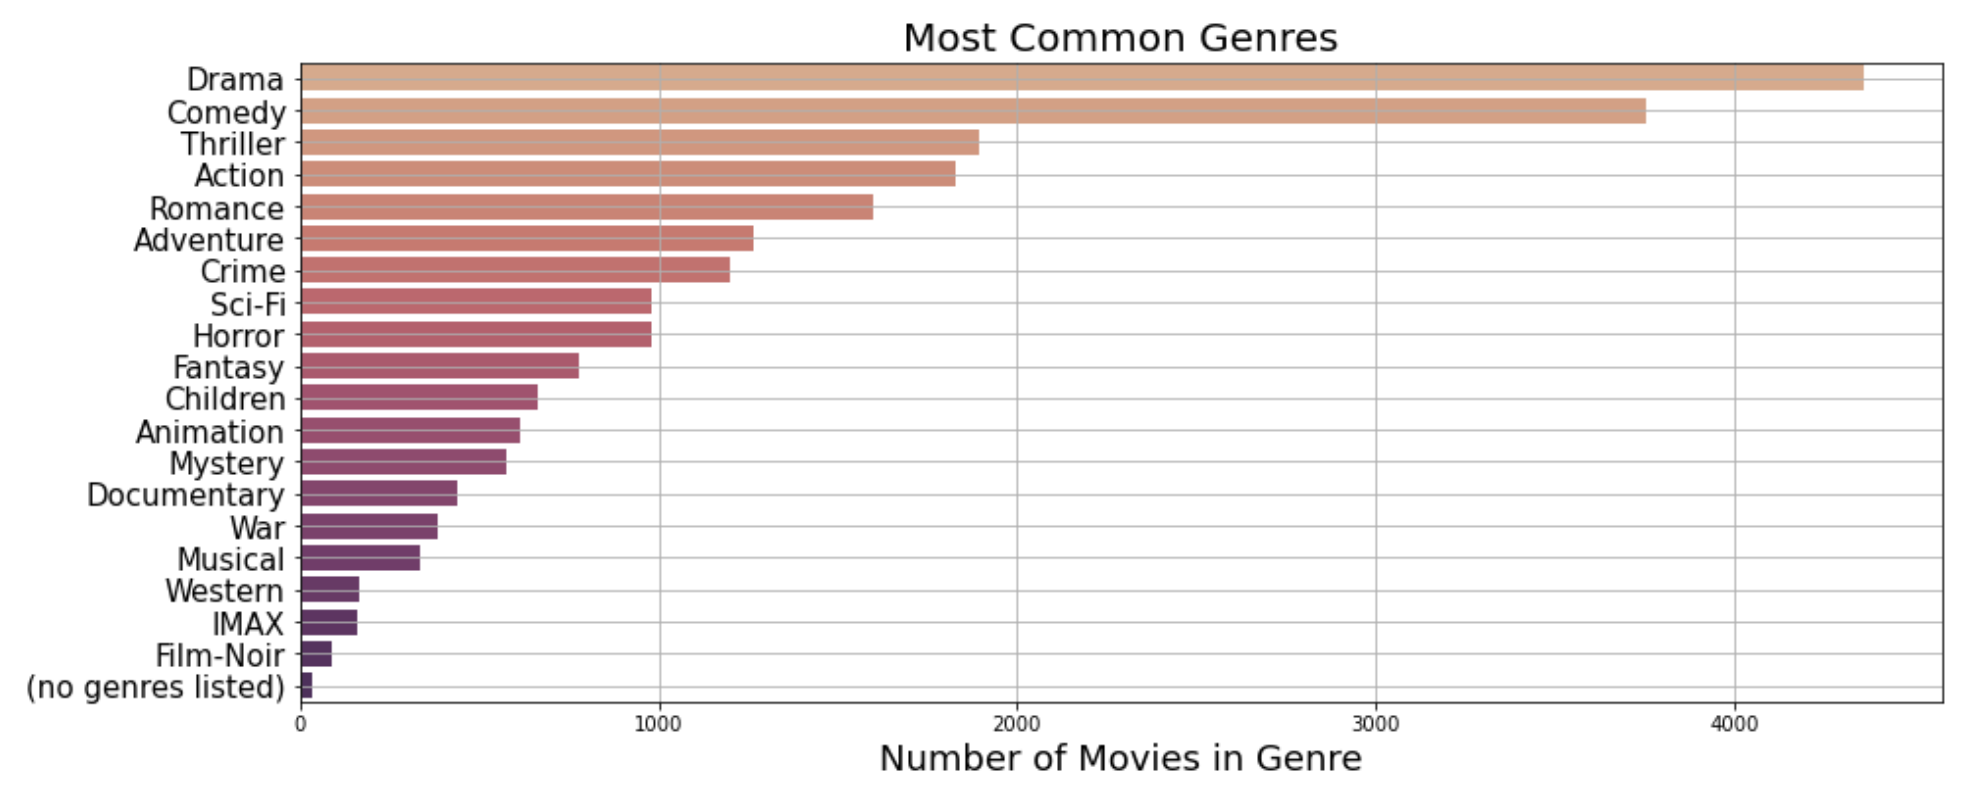 Most Common Genres
Drama
Comedy
Thriller
Action
Romance
Adventure
Crime
Sci-Fi
Horror
Fantasy
Children
Animation
Mystery
Documentary
War
Musical
Western
IMAX
Film-Noir
(no genres listed)
0 1000 2000 3000 4000
Number of Movies in Genre